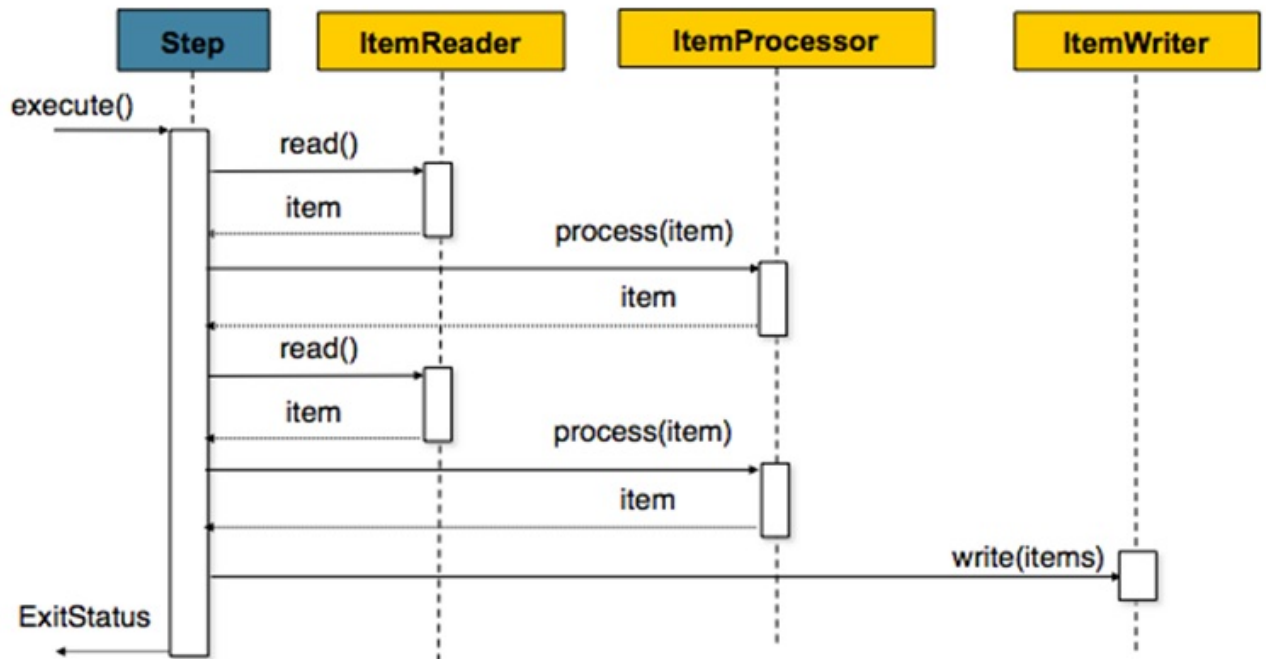 Step
ItemReader
ItemProcessor
ItemWriter
execute()
read()
item
process(item)
item
read()
item
process(item)
item
write(items)
ExitStatus